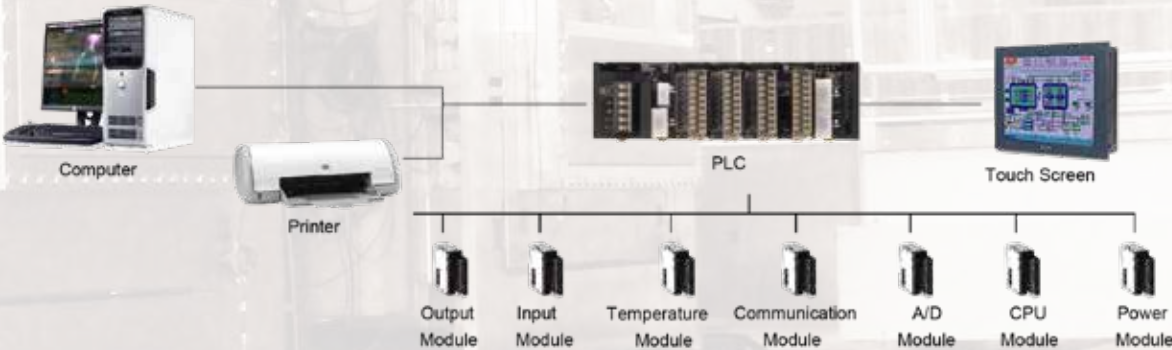 Computer
Printer
PLC
Touch Screen
Output
Module
Input
Module
Temperature
Module
Communication
Module
A/D
Module
CPU
Module
Power
Module